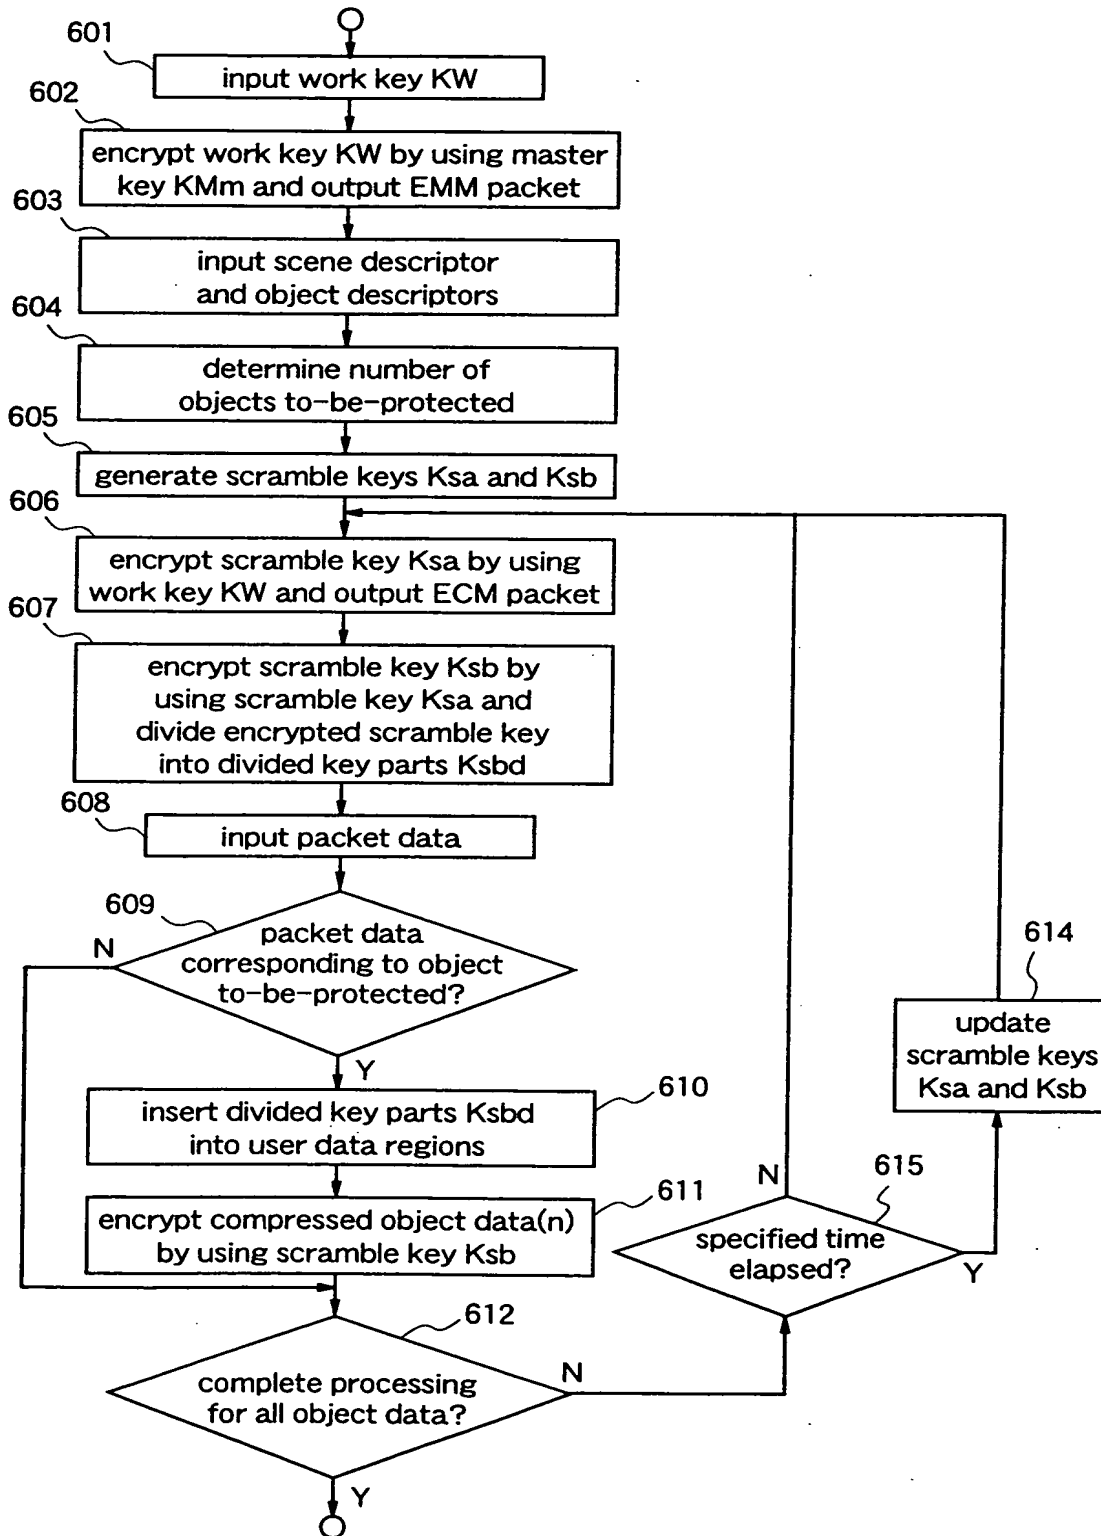 601
input work key KW
602
encrypt work key KW by using master
key KMm and output EMM packet
603
input scene descriptor
and object descriptors
604
determine number of
objects to-be-protected
605
generate scramble keys Ksa and Ksb
606
encrypt scramble key Ksa by using
work key KW and output ECM packet
607
encrypt scramble key Ksb by
using scramble key Ksa and
divide encrypted scramble key
into divided key parts Ksbd
608
input packet data
609
N
packet data
corresponding to object
to-be-protected?
Y
610
insert divided key parts Ksbd
into user data regions
611
encrypt compressed object data(n)
by using scramble key Ksb
612
complete processing
for all object data?
N
Y
615
specified time
elapsed?
N
Y
614
update
scramble keys
Ksa and Ksb